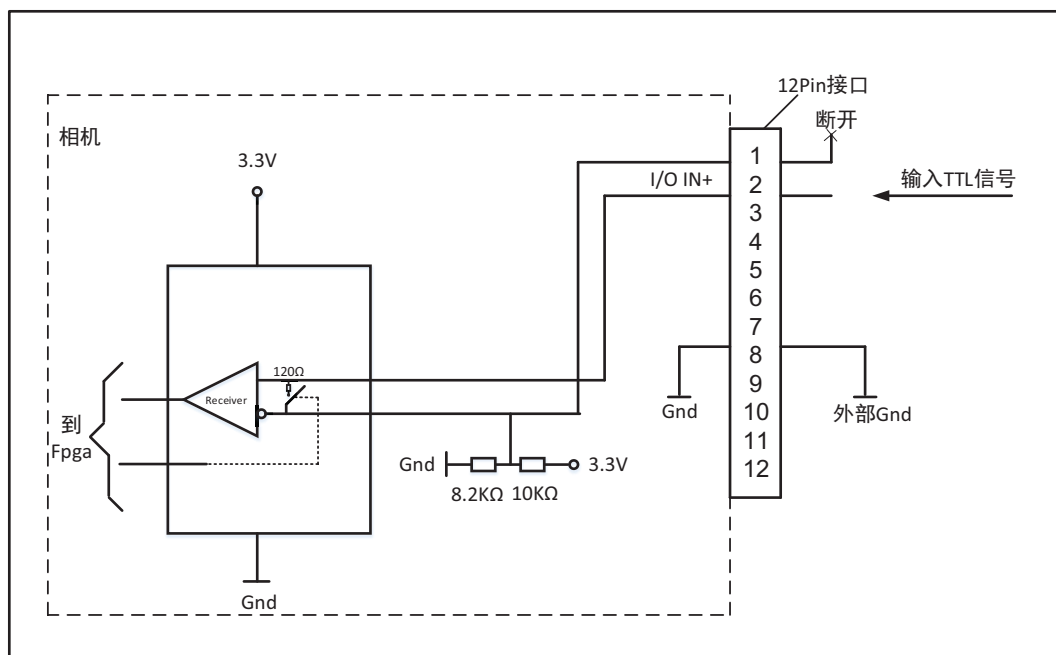 12Pin接口
断开
相机
3.3V
I/O IN+
输入TTL信号
1
2
3
4
5
6
7
8
9
10
11
12
120Ω
Receiver
到
Fpga
Gnd
外部Gnd
Gnd
3.3V
8.2KΩ
10KΩ
Gnd